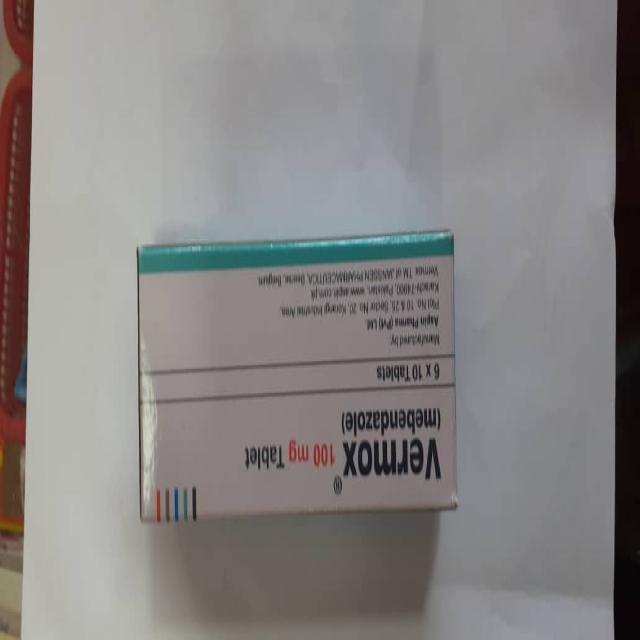 Vermox® 100 mg Tablet
(mebendazole)
6 x 10 Tablets
Manufactured by:
Aspin Pharma (Pvt) Ltd.
Plot No. 10 & 25, Sector No. 20, Korangi Industrial Area,
Karachi-74900 Pakistan www.aspin.com.pk
Vermox TM of JANSSEN PHARMACEUTICA, Beerse, Belgium